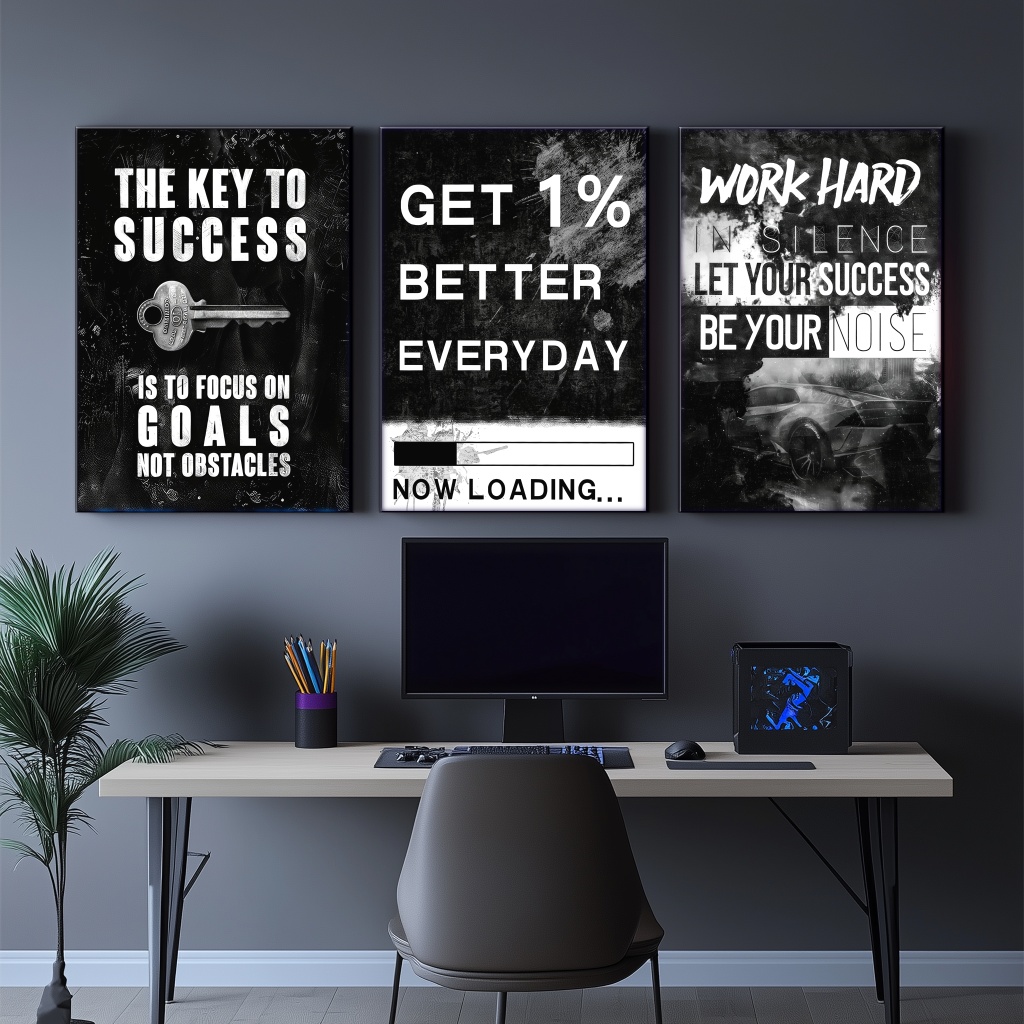 THE KEY TO
SUCCESS
IS TO FOCUS ON
GOALS
NOT OBSTACLES
GET 1%
BETTER
EVERYDAY
NOW LOADING...
WORK HARD
IN SILENCE
LET YOUR SUCCESS
BE YOUR NOISE